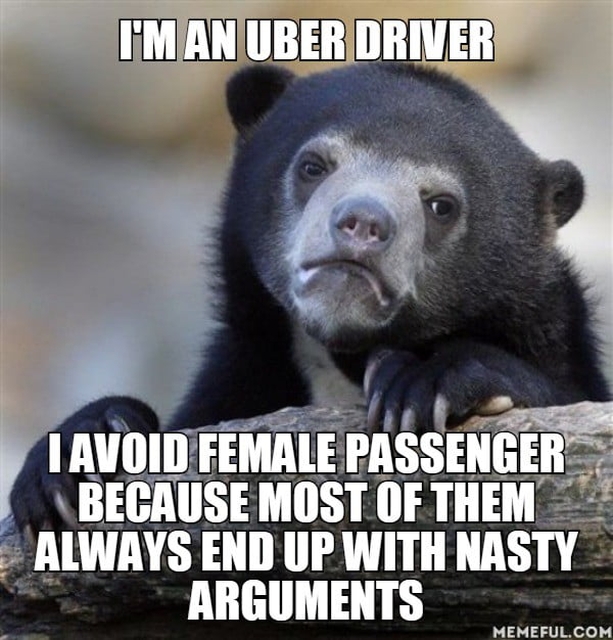 I'M AN UBER DRIVER
I AVOID FEMALE PASSENGER
BECAUSE MOST OF THEM
ALWAYS END UP WITH NASTY
ARGUMENTS
MEMEFUL.COM